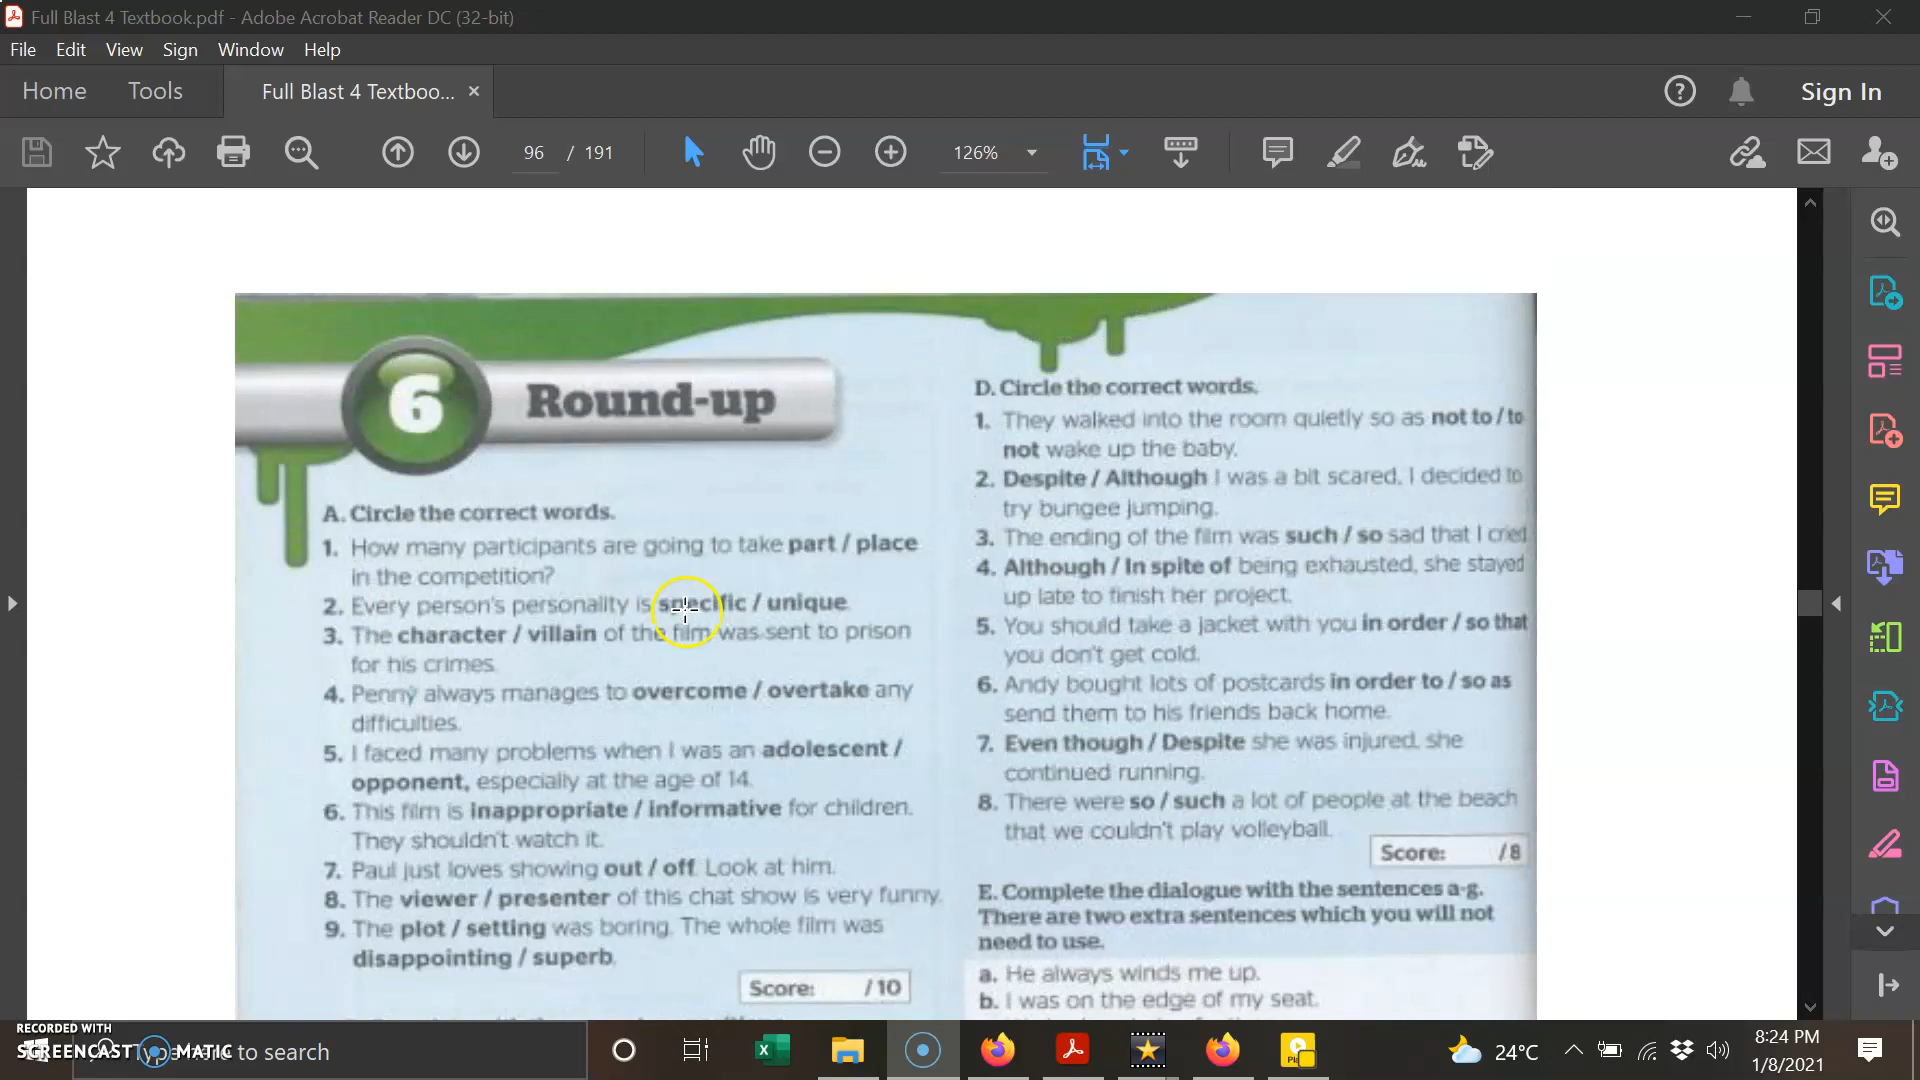 Full Blast 4 Textbook.pdf - Adobe Acrobat Reader DC (32-bit)
File Edit View Sign Window Help
Home Tools Full Blast 4 Textboo... × Sign In
96 / 191 126%
6 Round-up
A. Circle the correct words.
1. How many participants are going to take part / place
in the competition?
2. Every person's personality is specific / unique.
3. The character / villain of the film was sent to prison
for his crimes.
4. Penny always manages to overcome / overtake any
difficulties.
5. I faced many problems when I was an adolescent /
opponent, especially at the age of 14.
6. This film is inappropriate / informative for children.
They shouldn't watch it.
7. Paul just loves showing out / off. Look at him.
8. The viewer / presenter of this chat show is very funny.
9. The plot / setting was boring. The whole film was
disappointing / superb.
Score: /10
D. Circle the correct words.
1. They walked into the room quietly so as not to / to
not wake up the baby.
2. Despite / Although I was a bit scared, I decided to
try bungee jumping.
3. The ending of the film was such / so sad that I cried.
4. Although / In spite of being exhausted, she stayed
up late to finish her project.
5. You should take a jacket with you in order / so that
you don't get cold.
6. Andy bought lots of postcards in order to / so as
send them to his friends back home.
7. Even though / Despite she was injured, she
continued running.
8. There were so / such a lot of people at the beach
that we couldn't play volleyball.
Score: /8
E. Complete the dialogue with the sentences a-g.
There are two extra sentences which you will not
need to use.
a. He always winds me up.
b. I was on the edge of my seat.
RECORDED WITH
SCREENCAST MATIC
to search
24°C
8:24 PM
1/8/2021